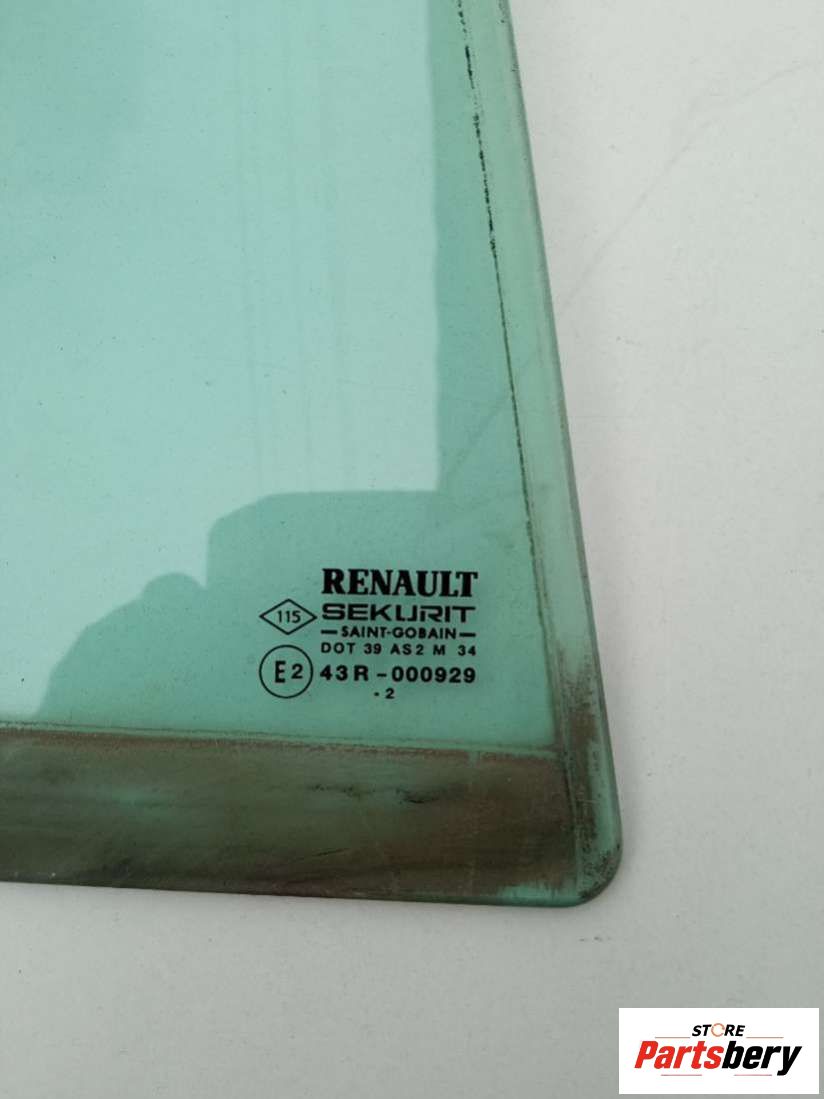 RENAULT
115 SEKURIT
SAINT-GOBAIN
DOT 39 AS2 M 34
E2 43R-000929
.2
STORE
Partsbery